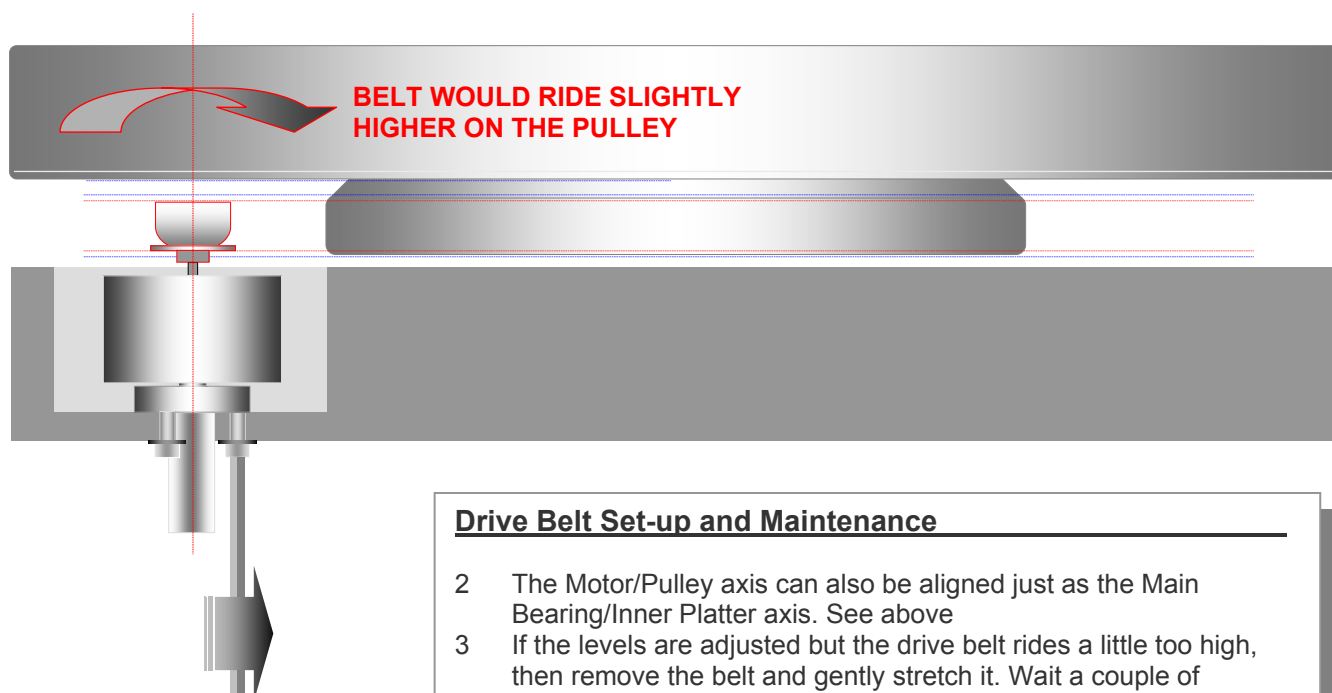 BELT WOULD RIDE SLIGHTLY
HIGHER ON THE PULLEY
Drive Belt Set-up and Maintenance
2 The Motor/Pulley axis can also be aligned just as the Main
Bearing/Inner Platter axis. See above
3 If the levels are adjusted but the drive belt rides a little too high,
then remove the belt and gently stretch it. Wait a couple of